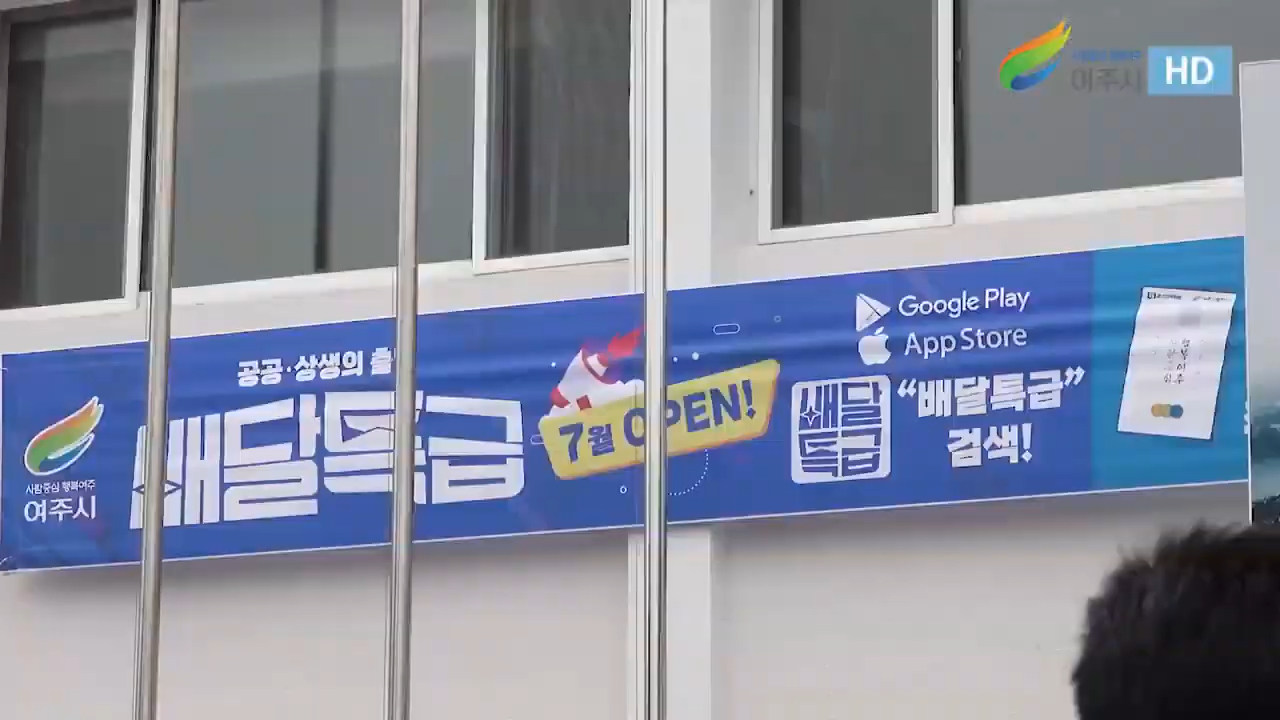 여주시 HD
공공·상생의
배달특급
사람중심 행복여주
여주시
7월 OPEN!
Google Play
App Store
배달특급
“배달특급”
검색!